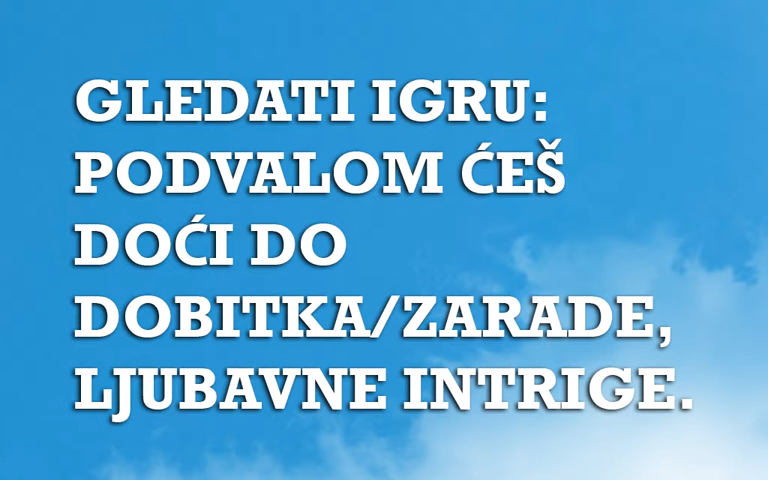 GLEDATI IGRU:
PODVALOM ĆEŠ
DOĆI DO
DOBITKA/ZARADE,
LJUBAVNE INTRIGE.